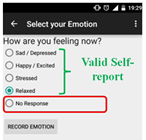 19:29
Select your Emotion
How are you feeling now?
Sad / Depressed
Happy / Excited
Stressed
Relaxed
No Response
Valid Self-
report
RECORD EMOTION